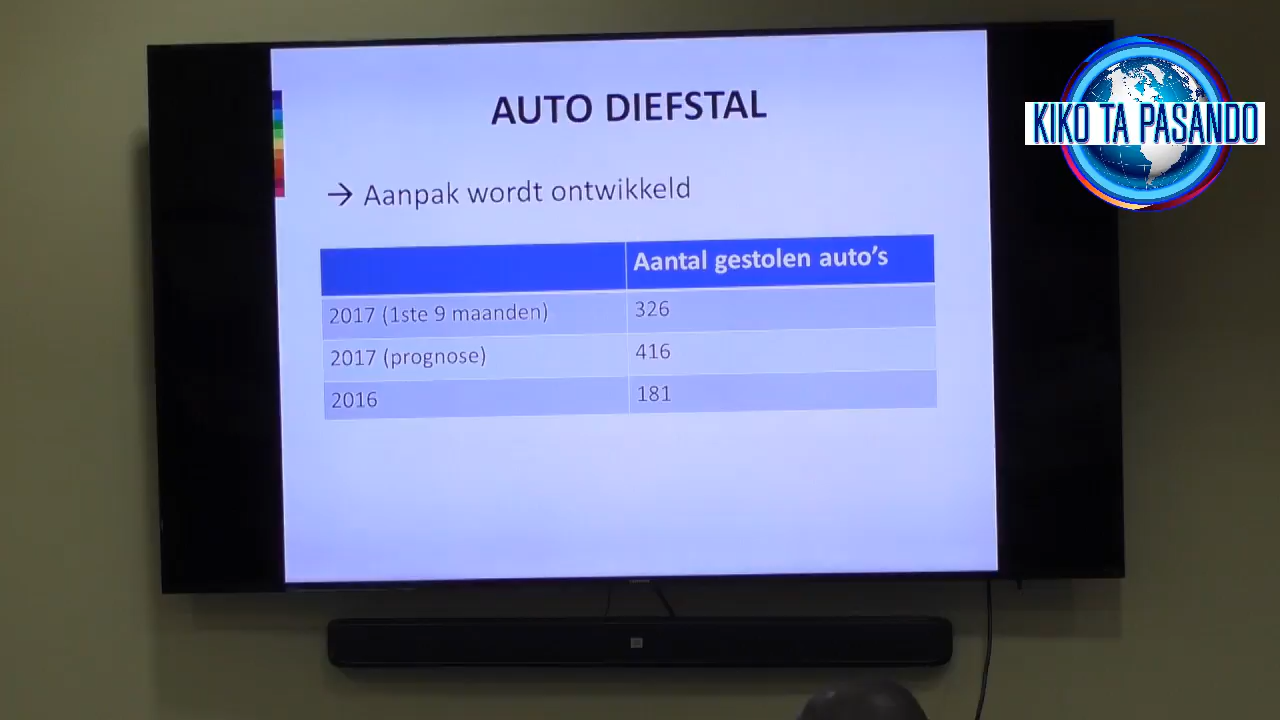 KIKO TA PASANDO
AUTO DIEFSTAL
→ Aanpak wordt ontwikkeld
Aantal gestolen auto's
2017 (1ste 9 maanden) 326
2017 (prognose) 416
2016 181